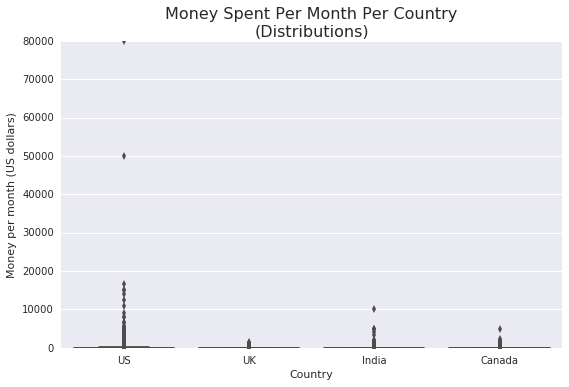 Money Spent Per Month Per Country
(Distributions)
80000
70000
60000
50000
40000
30000
20000
10000
0
Money per month (US dollars)
US
UK
India
Canada
Country